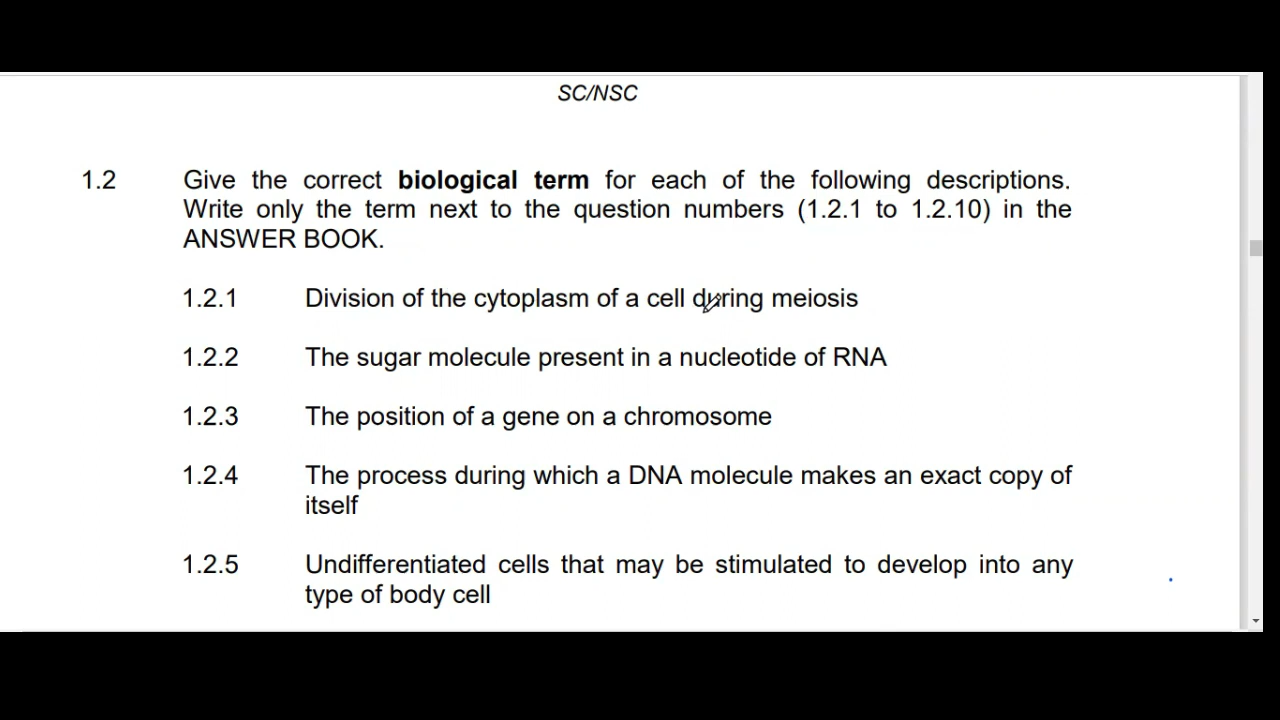 SC/NSC
1.2 Give the correct biological term for each of the following descriptions.
Write only the term next to the question numbers (1.2.1 to 1.2.10) in the
ANSWER BOOK.
1.2.1 Division of the cytoplasm of a cell during meiosis
1.2.2 The sugar molecule present in a nucleotide of RNA
1.2.3 The position of a gene on a chromosome
1.2.4 The process during which a DNA molecule makes an exact copy of
itself
1.2.5 Undifferentiated cells that may be stimulated to develop into any
type of body cell